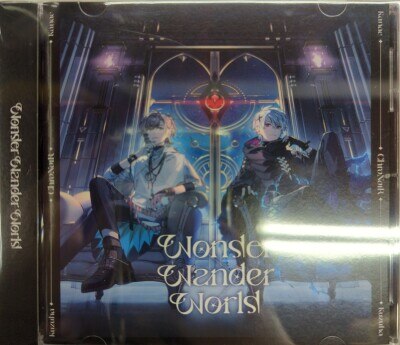 Wonder Wander World
Kanae
ChroNoiR
Kuzuha
Wonder
Wander
World
Kanae
ChroNoiR
Kuzuha